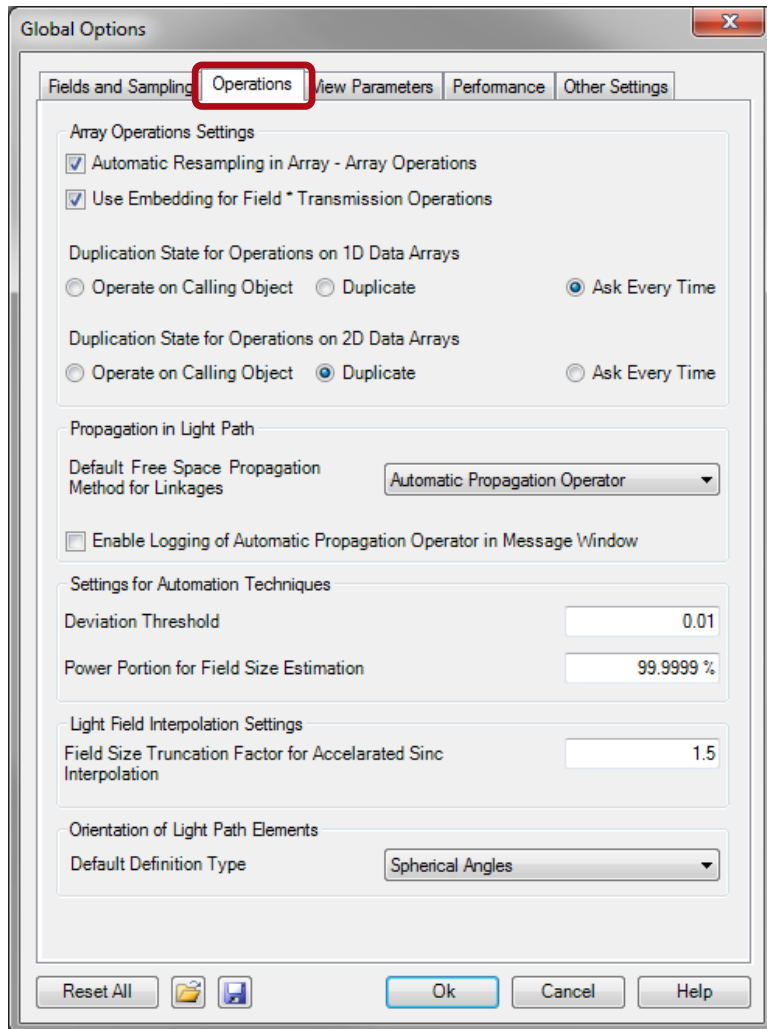 Global Options
Fields and Sampling Operations View Parameters Performance Other Settings
Array Operations Settings
Automatic Resampling in Array - Array Operations
Use Embedding for Field * Transmission Operations
Duplication State for Operations on 1D Data Arrays
Operate on Calling Object Duplicate Ask Every Time
Duplication State for Operations on 2D Data Arrays
Operate on Calling Object Duplicate Ask Every Time
Propagation in Light Path
Default Free Space Propagation
Method for Linkages
Automatic Propagation Operator
Enable Logging of Automatic Propagation Operator in Message Window
Settings for Automation Techniques
Deviation Threshold 0.01
Power Portion for Field Size Estimation 99.9999 %
Light Field Interpolation Settings
Field Size Truncation Factor for Accelarated Sinc
Interpolation
1.5
Orientation of Light Path Elements
Default Definition Type Spherical Angles
Reset All Ok Cancel Help